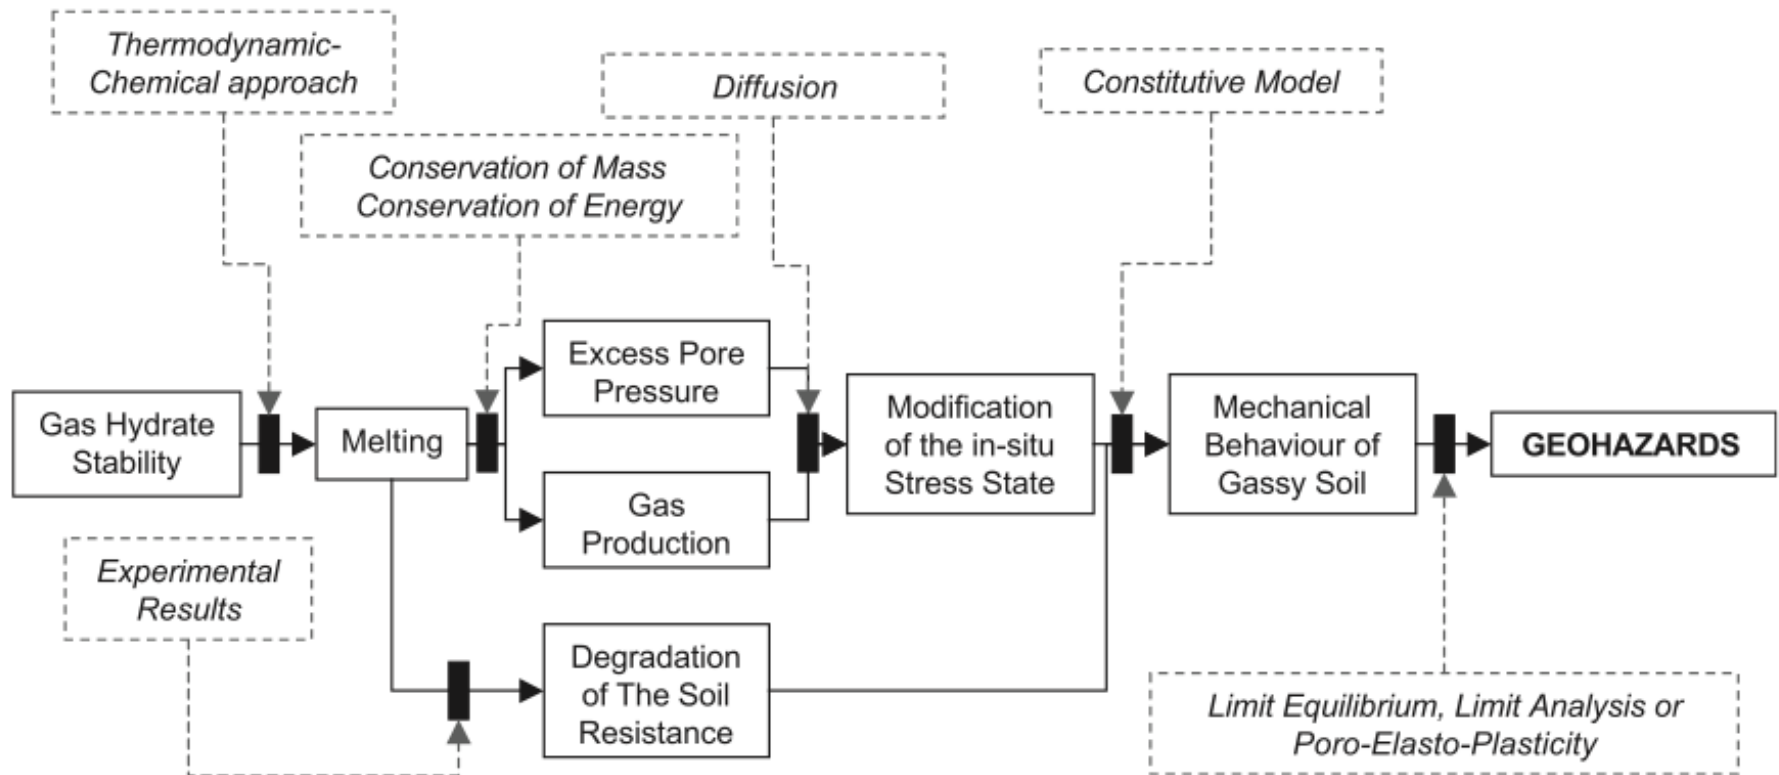 Thermodynamic-
Chemical approach
Diffusion
Constitutive Model
Conservation of Mass
Conservation of Energy
Gas Hydrate
Stability
Melting
Excess Pore
Pressure
Gas
Production
Modification
of the in-situ
Stress State
Mechanical
Behaviour of
Gassy Soil
GEOHAZARDS
Experimental
Results
Degradation
of The Soil
Resistance
Limit Equilibrium, Limit Analysis or
Poro-Elasto-Plasticity